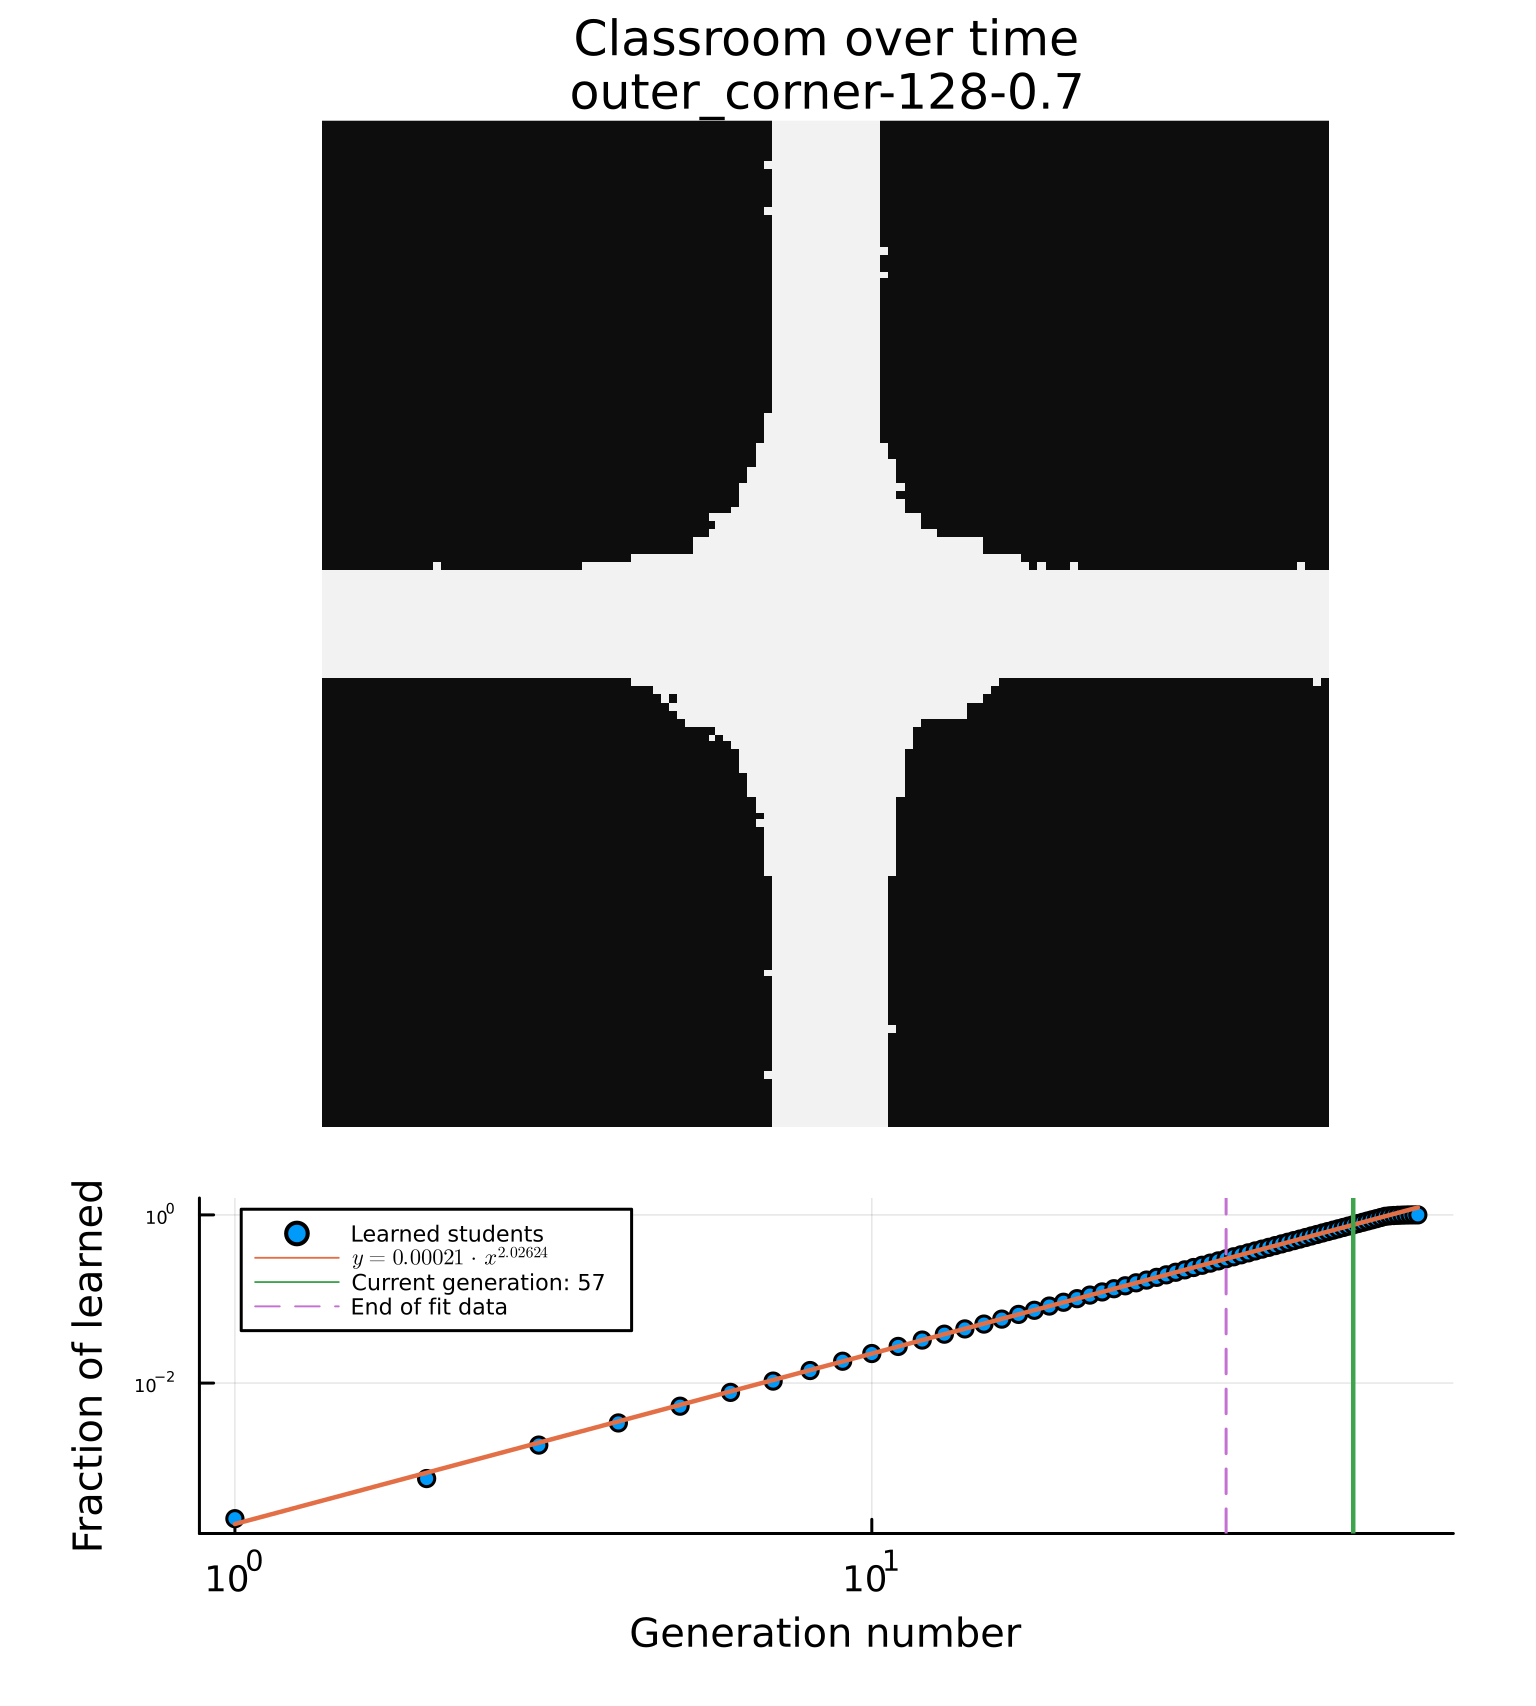 Classroom over time
outer_corner-128-0.7
Fraction of learned
10^0
10^−2
Learned students
y = 0.00021 · x^2.02624
Current generation: 57
End of fit data
10^0
10^1
Generation number